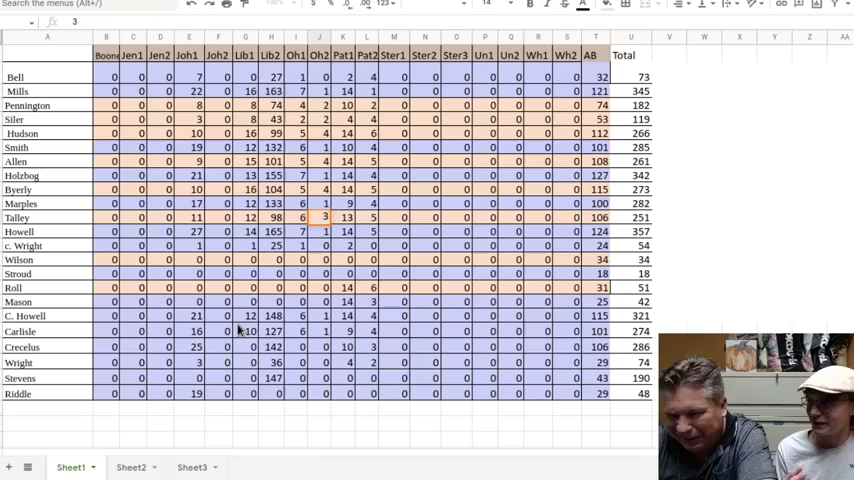 Search the menus (Alt+/)
$ % .0 .00 123 14 B I A
fx 3
A B C D E F G H I J K L M N O P Q R S T U V W X Y Z AA
Boone Jen1 Jen2 Joh1 Joh2 Lib1 Lib2 Oh1 Oh2 Pat1 Pat2 Ster1 Ster2 Ster3 Un1 Un2 Wh1 Wh2 AB Total
Bell 0 0 0 7 0 0 27 1 0 2 4 0 0 0 0 0 0 0 32 73
Mills 0 0 0 22 0 16 163 7 1 14 1 0 0 0 0 0 0 0 121 345
Pennington 0 0 0 8 0 8 74 4 2 10 2 0 0 0 0 0 0 0 74 182
Siler 0 0 0 3 0 8 43 2 2 4 4 0 0 0 0 0 0 0 53 119
Hudson 0 0 0 10 0 16 99 5 4 14 6 0 0 0 0 0 0 0 112 266
Smith 0 0 0 19 0 12 132 6 1 10 4 0 0 0 0 0 0 0 101 285
Allen 0 0 0 9 0 15 101 5 4 14 5 0 0 0 0 0 0 0 108 261
Holzbog 0 0 0 21 0 13 155 7 1 14 4 0 0 0 0 0 0 0 127 342
Byerly 0 0 0 10 0 16 104 5 4 14 5 0 0 0 0 0 0 0 115 273
Marples 0 0 0 17 0 12 133 6 1 9 4 0 0 0 0 0 0 0 100 282
Talley 0 0 0 11 0 12 98 6 3 13 5 0 0 0 0 0 0 0 106 251
Howell 0 0 0 27 0 14 165 7 1 14 5 0 0 0 0 0 0 0 124 357
c. Wright 0 0 0 1 0 1 25 1 0 2 0 0 0 0 0 0 0 0 24 54
Wilson 0 0 0 0 0 0 0 0 0 0 0 0 0 0 0 0 0 0 34 34
Stroud 0 0 0 0 0 0 0 0 0 0 0 0 0 0 0 0 0 0 18 18
Roll 0 0 0 0 0 0 0 0 0 14 6 0 0 0 0 0 0 0 31 51
Mason 0 0 0 0 0 0 0 0 0 14 3 0 0 0 0 0 0 0 25 42
C. Howell 0 0 0 21 0 12 148 6 1 14 4 0 0 0 0 0 0 0 115 321
Carlisle 0 0 0 16 0 10 127 6 1 9 4 0 0 0 0 0 0 0 101 274
Crecelus 0 0 0 25 0 0 142 0 0 10 3 0 0 0 0 0 0 0 106 286
Wright 0 0 0 3 0 0 36 0 0 4 2 0 0 0 0 0 0 0 29 74
Stevens 0 0 0 0 0 0 147 0 0 0 0 0 0 0 0 0 0 0 43 190
Riddle 0 0 0 19 0 0 0 0 0 0 0 0 0 0 0 0 0 0 29 48
Sheet1 Sheet2 Sheet3